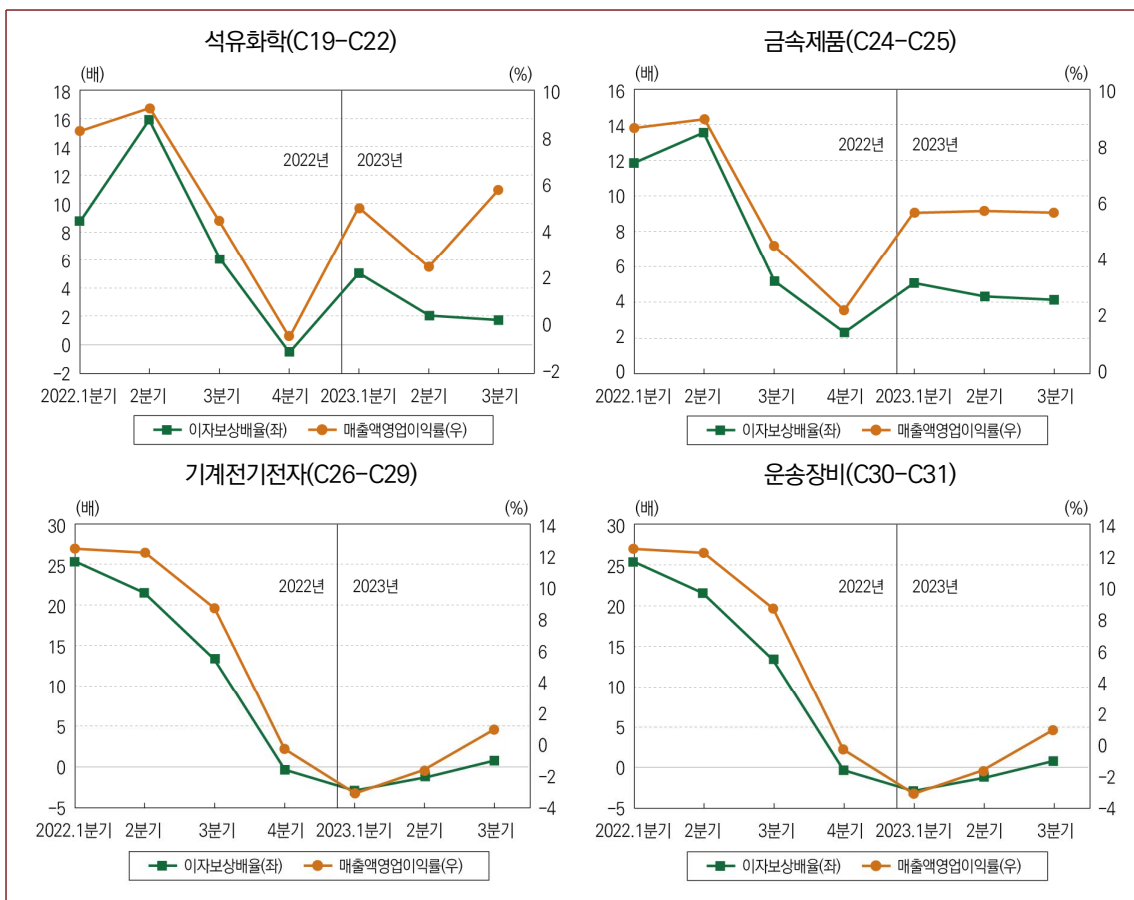 석유화학(C19-C22)
(배) (%)
18 10
16 8
14 6
12 4
10 2
8 0
6 -2
4
2
0
-2
2022년 2023년
2022.1분기 2분기 3분기 4분기 2023.1분기 2분기 3분기
이자보상배율(좌) 매출액영업이익률(우)
금속제품(C24-C25)
(배) (%)
16 10
14 8
12 6
10 4
8 2
6 0
4
2
0
2022년 2023년
2022.1분기 2분기 3분기 4분기 2023.1분기 2분기 3분기
이자보상배율(좌) 매출액영업이익률(우)
기계전기전자(C26-C29)
(배) (%)
30 14
25 12
20 10
15 8
10 6
5 4
0 2
-5 0
-2
-4
2022년 2023년
2022.1분기 2분기 3분기 4분기 2023.1분기 2분기 3분기
이자보상배율(좌) 매출액영업이익률(우)
운송장비(C30-C31)
(배) (%)
30 14
25 12
20 10
15 8
10 6
5 4
0 2
-5 0
-2
-4
2022년 2023년
2022.1분기 2분기 3분기 4분기 2023.1분기 2분기 3분기
이자보상배율(좌) 매출액영업이익률(우)